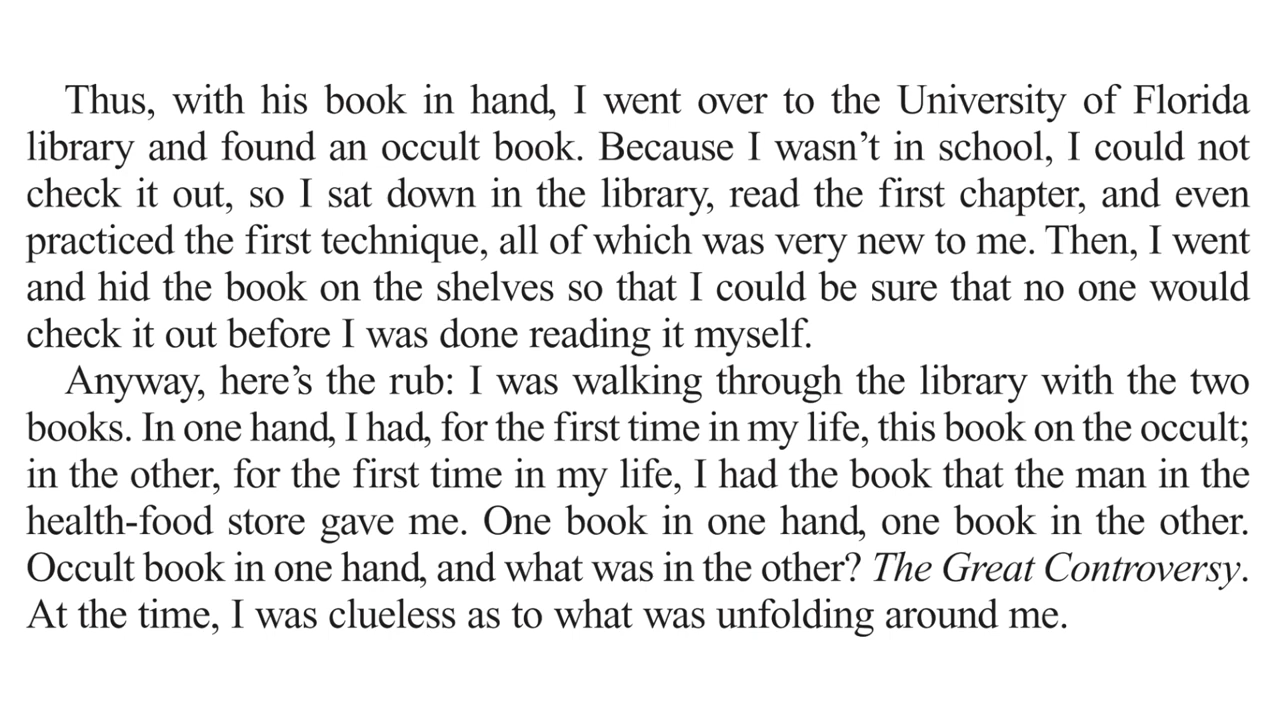 Thus, with his book in hand, I went over to the University of Florida
library and found an occult book. Because I wasn’t in school, I could not
check it out, so I sat down in the library, read the first chapter, and even
practiced the first technique, all of which was very new to me. Then, I went
and hid the book on the shelves so that I could be sure that no one would
check it out before I was done reading it myself.
Anyway, here’s the rub: I was walking through the library with the two
books. In one hand, I had, for the first time in my life, this book on the occult;
in the other, for the first time in my life, I had the book that the man in the
health-food store gave me. One book in one hand, one book in the other.
Occult book in one hand, and what was in the other? The Great Controversy.
At the time, I was clueless as to what was unfolding around me.